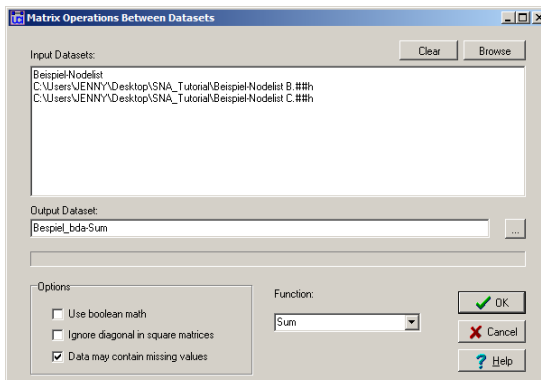 Matrix Operations Between Datasets
Input Datasets:
Clear
Browse
Beispiel-Nodelist
C:\Users\JENNY\Desktop\SNA_Tutorial\Beispiel-Nodelist B.##h
C:\Users\JENNY\Desktop\SNA_Tutorial\Beispiel-Nodelist C.##h
Output Dataset:
Bespiel_bda-Sum
...
Options
Use boolean math
Ignore diagonal in square matrices
Data may contain missing values
Function:
Sum
OK
Cancel
? Help